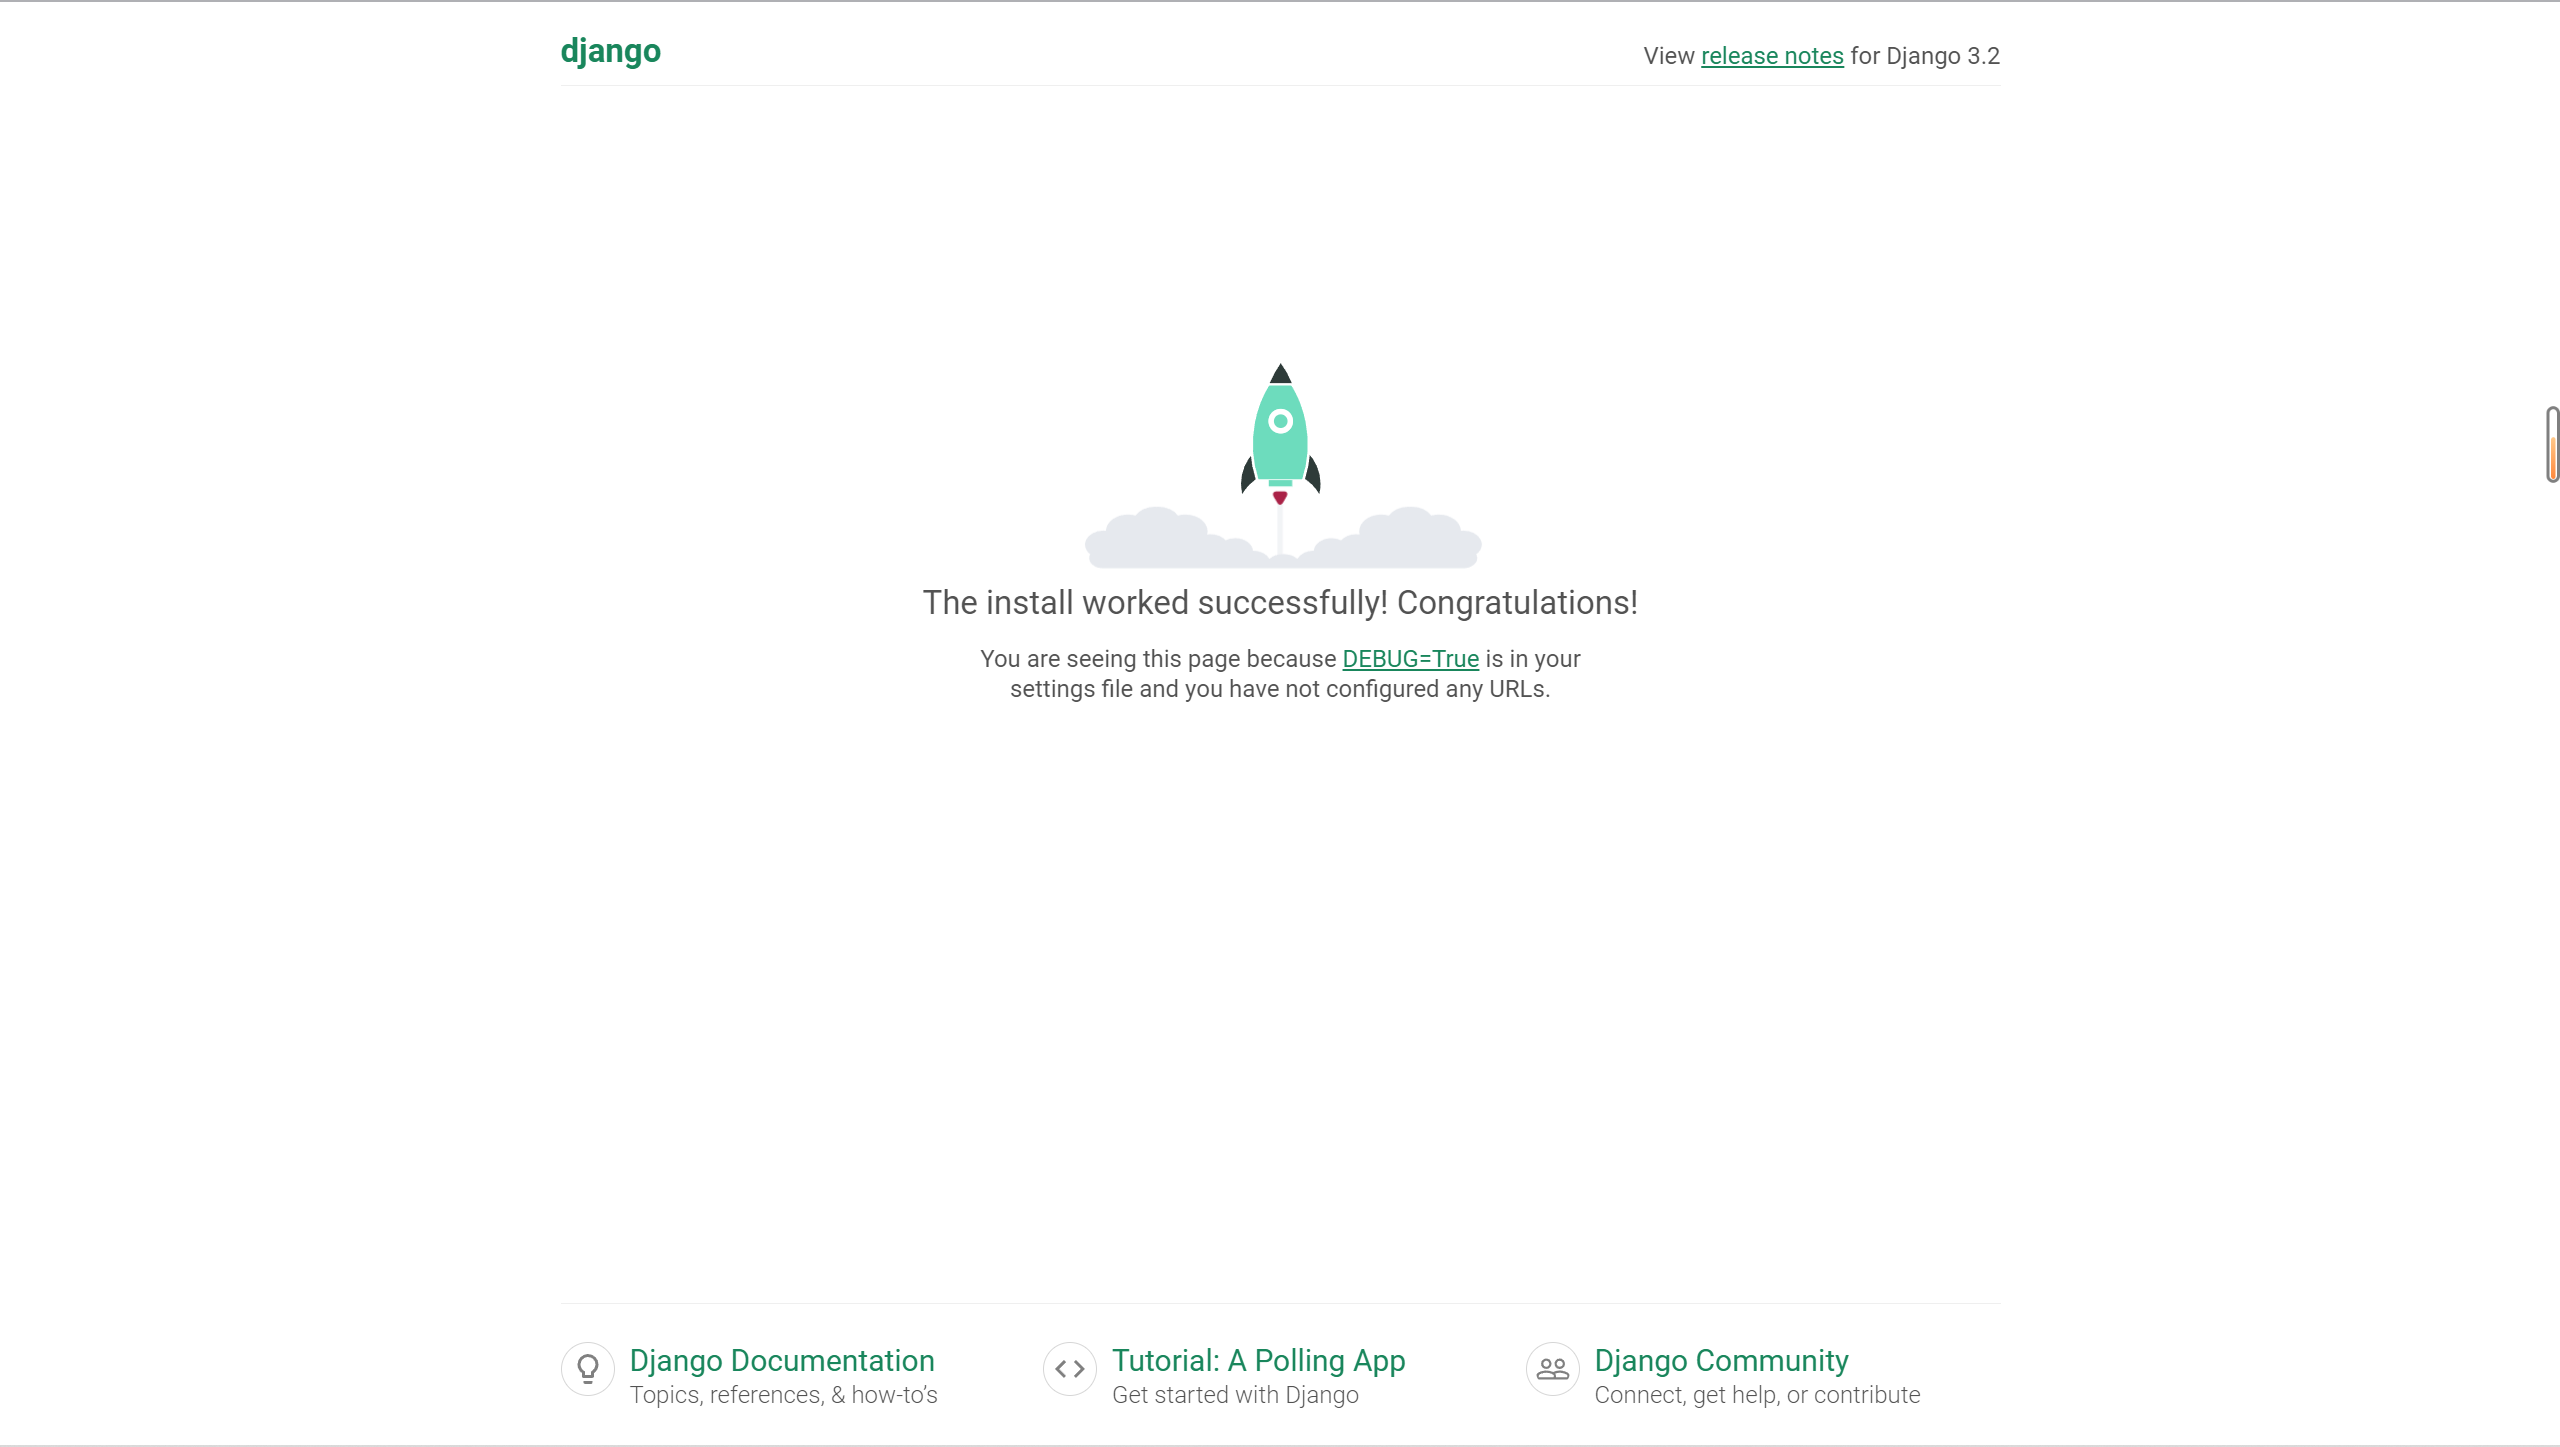 django
View release notes for Django 3.2
The install worked successfully! Congratulations!
You are seeing this page because DEBUG=True is in your
settings file and you have not configured any URLs.
Django Documentation
Topics, references, & how-to’s
Tutorial: A Polling App
Get started with Django
Django Community
Connect, get help, or contribute